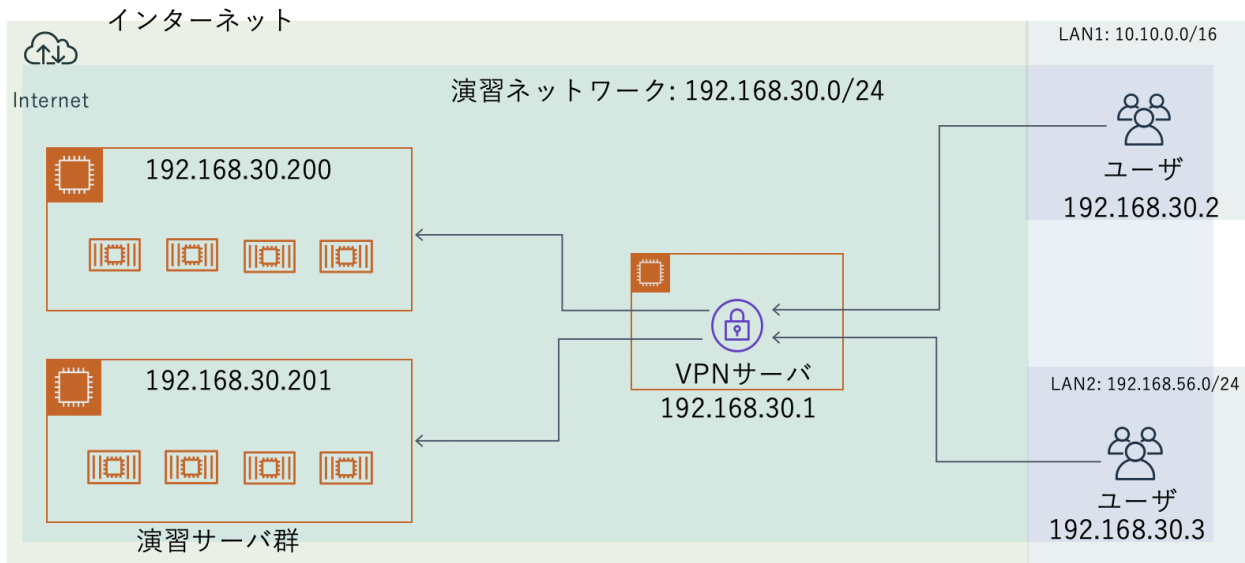 インターネット
Internet
演習ネットワーク: 192.168.30.0/24
LAN1: 10.10.0.0/16
ユーザ
192.168.30.2
192.168.30.200
192.168.30.201
演習サーバ群
VPNサーバ
192.168.30.1
LAN2: 192.168.56.0/24
ユーザ
192.168.30.3